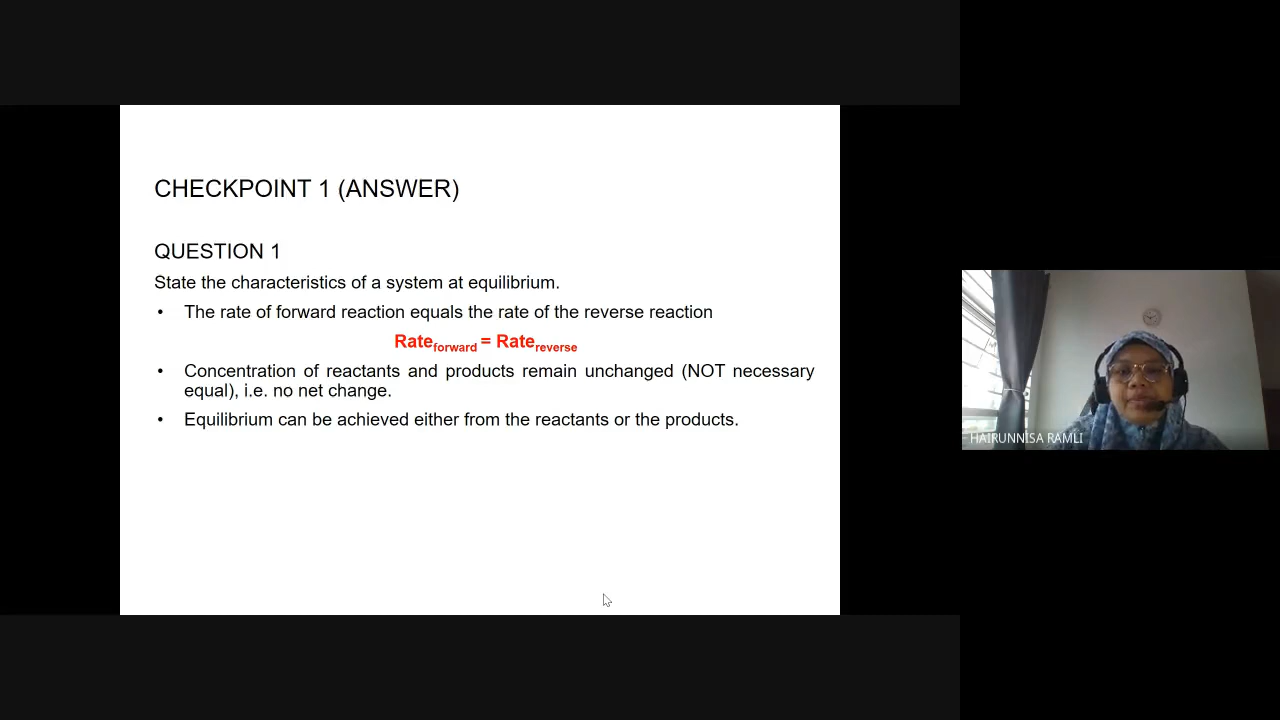 CHECKPOINT 1 (ANSWER)
QUESTION 1
State the characteristics of a system at equilibrium.
• The rate of forward reaction equals the rate of the reverse reaction
Rateforward = Ratereverse
• Concentration of reactants and products remain unchanged (NOT necessary
equal), i.e. no net change.
• Equilibrium can be achieved either from the reactants or the products.
HAIRUNNISA RAMLI